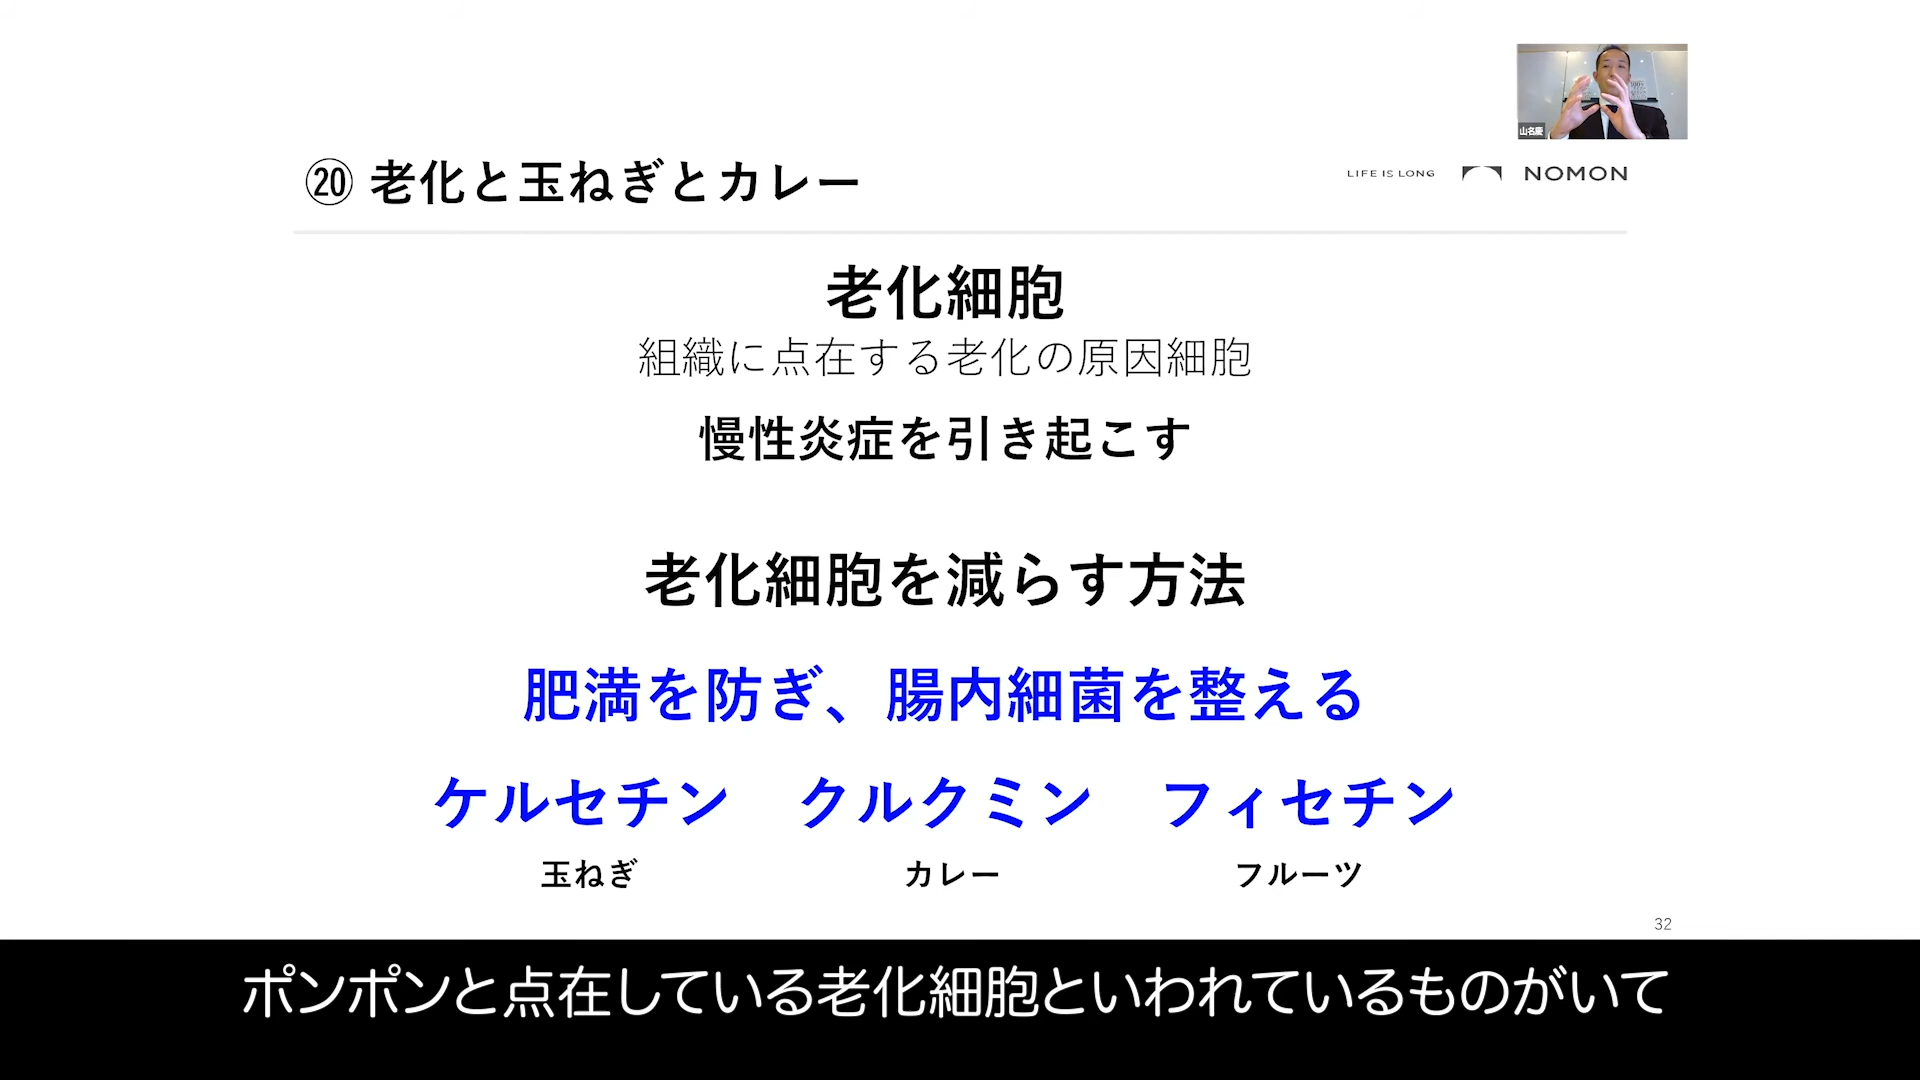 山名慶
⑳ 老化と玉ねぎとカレー
LIFE IS LONG NOMON
老化細胞
組織に点在する老化の原因細胞
慢性炎症を引き起こす
老化細胞を減らす方法
肥満を防ぎ、腸内細菌を整える
ケルセチン クルクミン フィセチン
玉ねぎ カレー フルーツ
32
ポンポンと点在している老化細胞といわれているものがいて